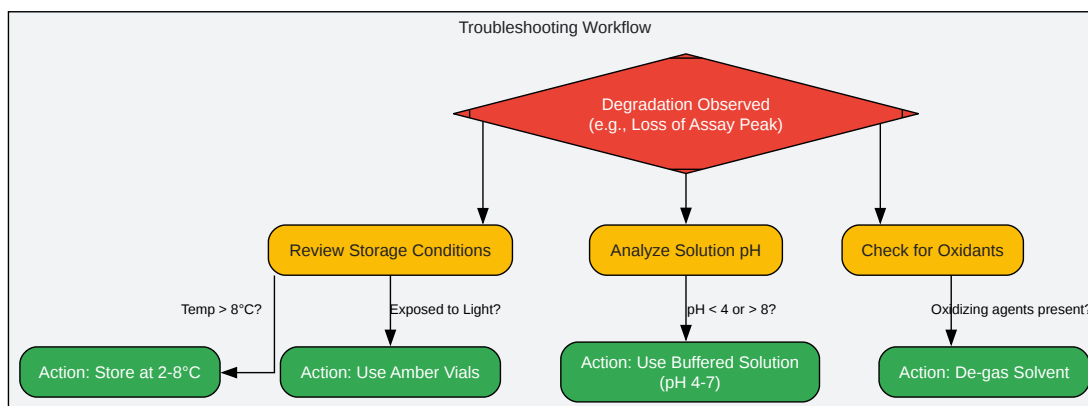 Troubleshooting Workflow
Degradation Observed
(e.g., Loss of Assay Peak)
Review Storage Conditions
Analyze Solution pH
Check for Oxidants
Temp > 8°C?
Exposed to Light?
pH < 4 or > 8?
Oxidizing agents present?
Action: Store at 2-8°C
Action: Use Amber Vials
Action: Use Buffered Solution
(pH 4-7)
Action: De-gas Solvent